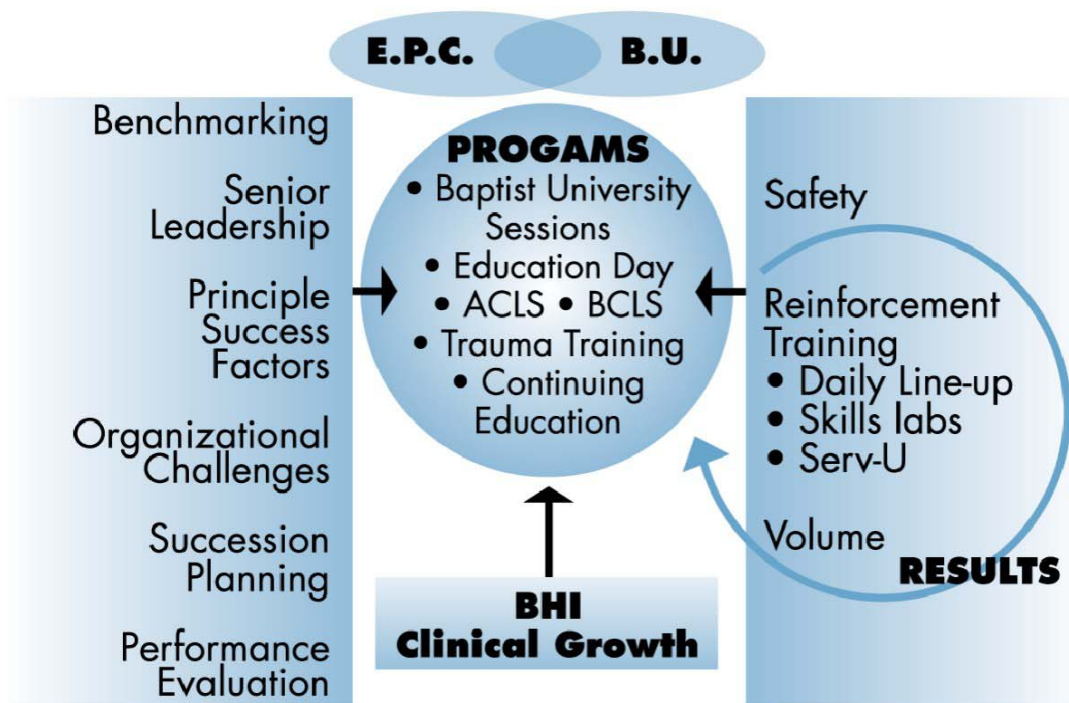 E.P.C. B.U.
Benchmarking
Senior
Leadership
Principle
Success
Factors
Organizational
Challenges
Succession
Planning
Performance
Evaluation
PROGAMS
• Baptist University
Sessions
• Education Day
• ACLS • BCLS
• Trauma Training
• Continuing
Education
BHI
Clinical Growth
Safety
Reinforcement
Training
• Daily Line-up
• Skills labs
• Serv-U
Volume
RESULTS